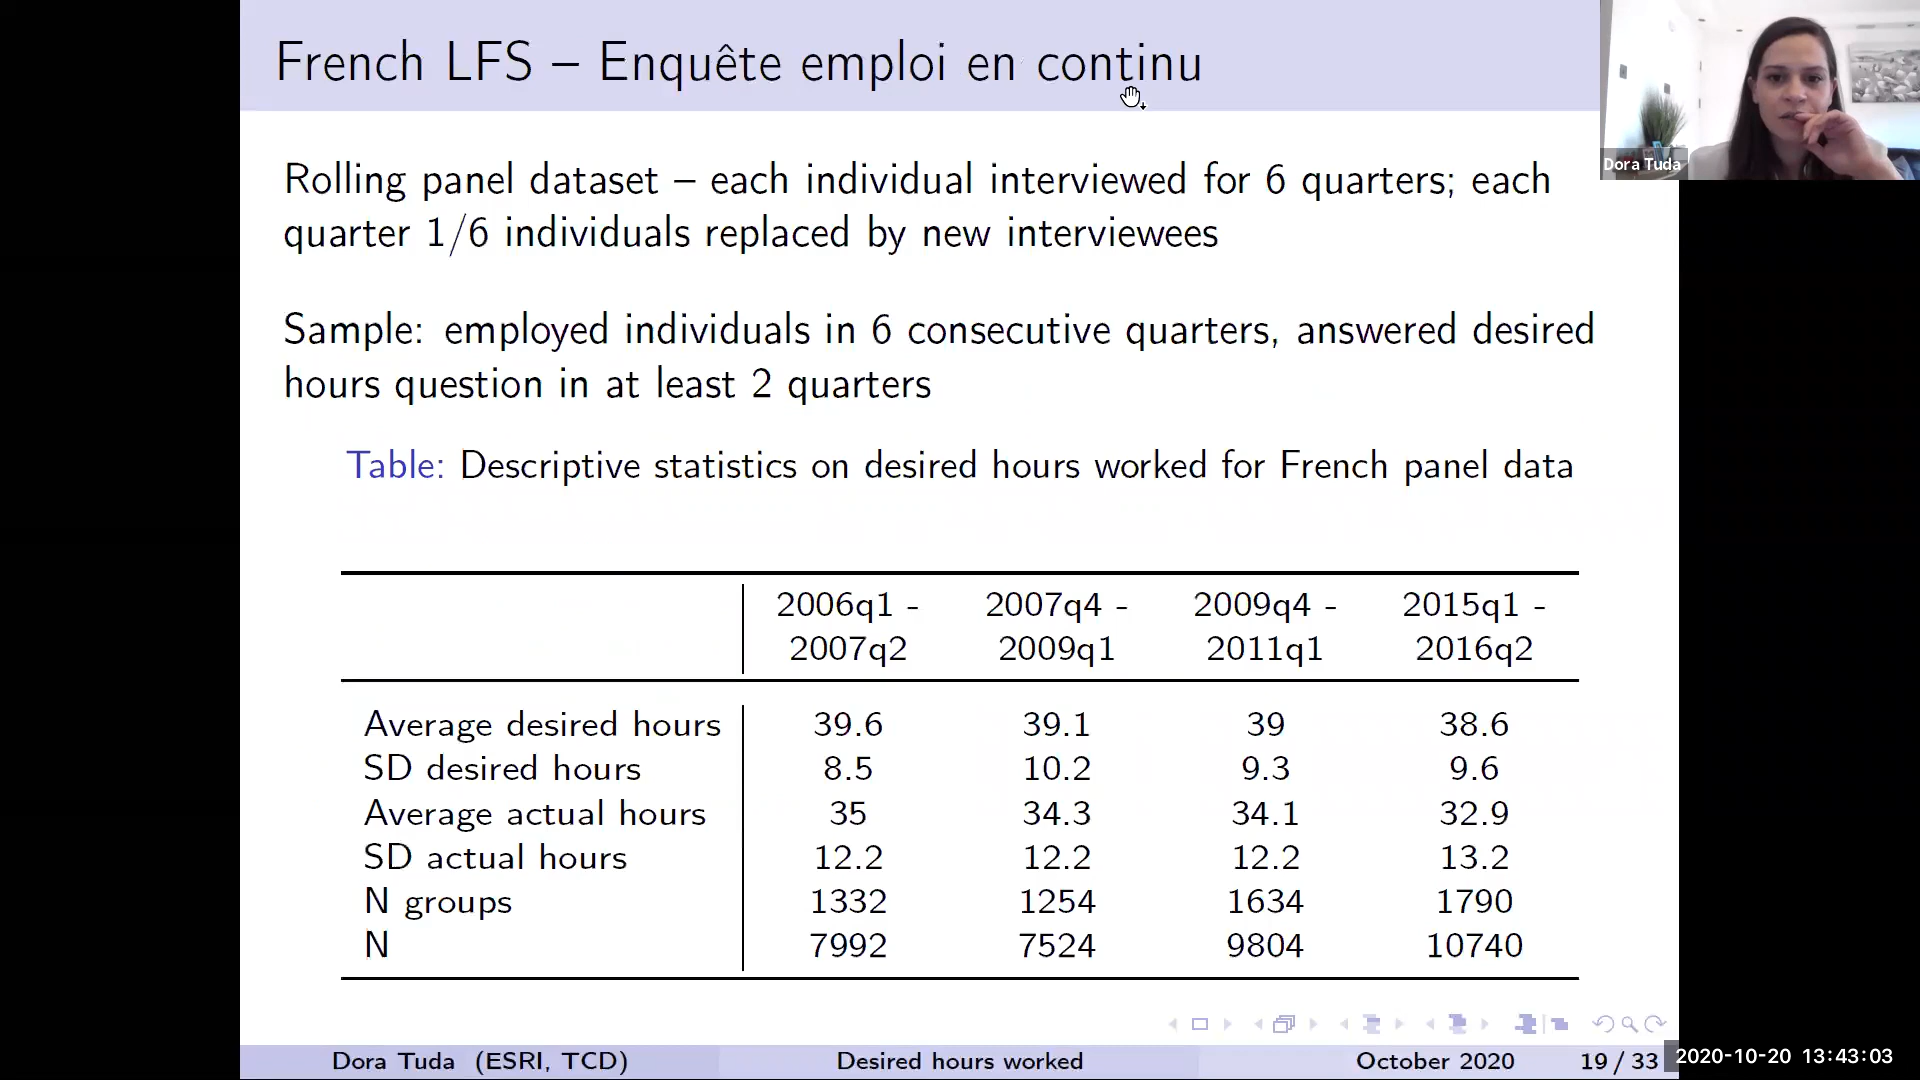 French LFS – Enquête emploi en continu
Dora Tuda
Rolling panel dataset – each individual interviewed for 6 quarters; each
quarter 1/6 individuals replaced by new interviewees
Sample: employed individuals in 6 consecutive quarters, answered desired
hours question in at least 2 quarters
Table: Descriptive statistics on desired hours worked for French panel data
2006q1 - 2007q4 - 2009q4 - 2015q1 -
2007q2 2009q1 2011q1 2016q2
Average desired hours 39.6 39.1 39 38.6
SD desired hours 8.5 10.2 9.3 9.6
Average actual hours 35 34.3 34.1 32.9
SD actual hours 12.2 12.2 12.2 13.2
N groups 1332 1254 1634 1790
N 7992 7524 9804 10740
Dora Tuda (ESRI, TCD) Desired hours worked October 2020 19 / 33
2020-10-20 13:43:03